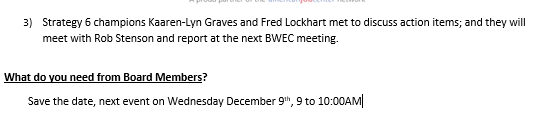 3) Strategy 6 champions Kaaren-Lyn Graves and Fred Lockhart met to discuss action items; and they will
meet with Rob Stenson and report at the next BWEC meeting.
What do you need from Board Members?
Save the date, next event on Wednesday December 9th, 9 to 10:00AM